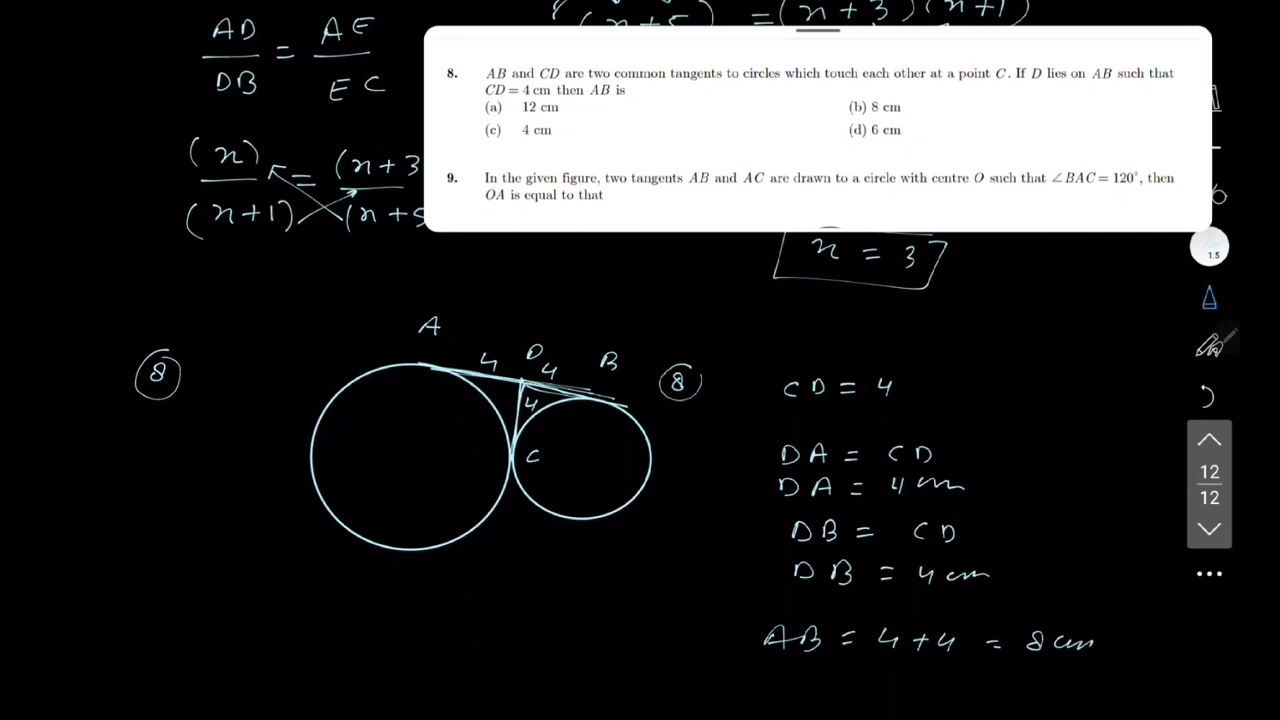 AD/DB = AE/EC
= (n+3)(n+1)
(n)/(n+1) = (n+3/(n+5
8. AB and CD are two common tangents to circles which touch each other at a point C. If D lies on AB such that
CD = 4 cm then AB is
(a) 12 cm (b) 8 cm
(c) 4 cm (d) 6 cm
9. In the given figure, two tangents AB and AC are drawn to a circle with centre O such that ∠BAC = 120°, then
OA is equal to that
n = 3
1.5
8
A
4 D 4 B
4
C
8
CD = 4
DA = CD
DA = 4 cm
DB = CD
DB = 4 cm
AB = 4 + 4 = 8 cm
12
12